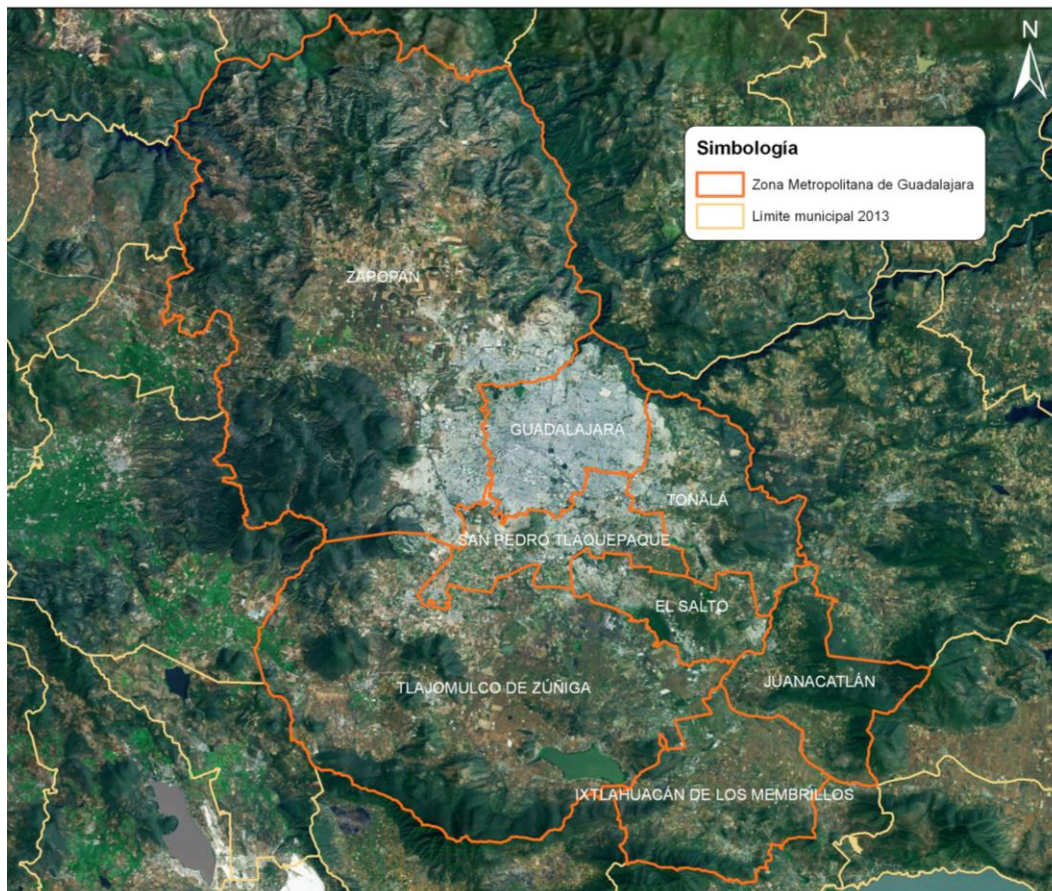 N
Simbología
Zona Metropolitana de Guadalajara
Límite municipal 2013
ZAPOPAN
GUADALAJARA
TONALÁ
SAN PEDRO TLAQUEPAQUE
EL SALTO
JUANACATLÁN
TLAJOMULCO DE ZÚÑIGA
IXTLAHUACÁN DE LOS MEMBRILLOS